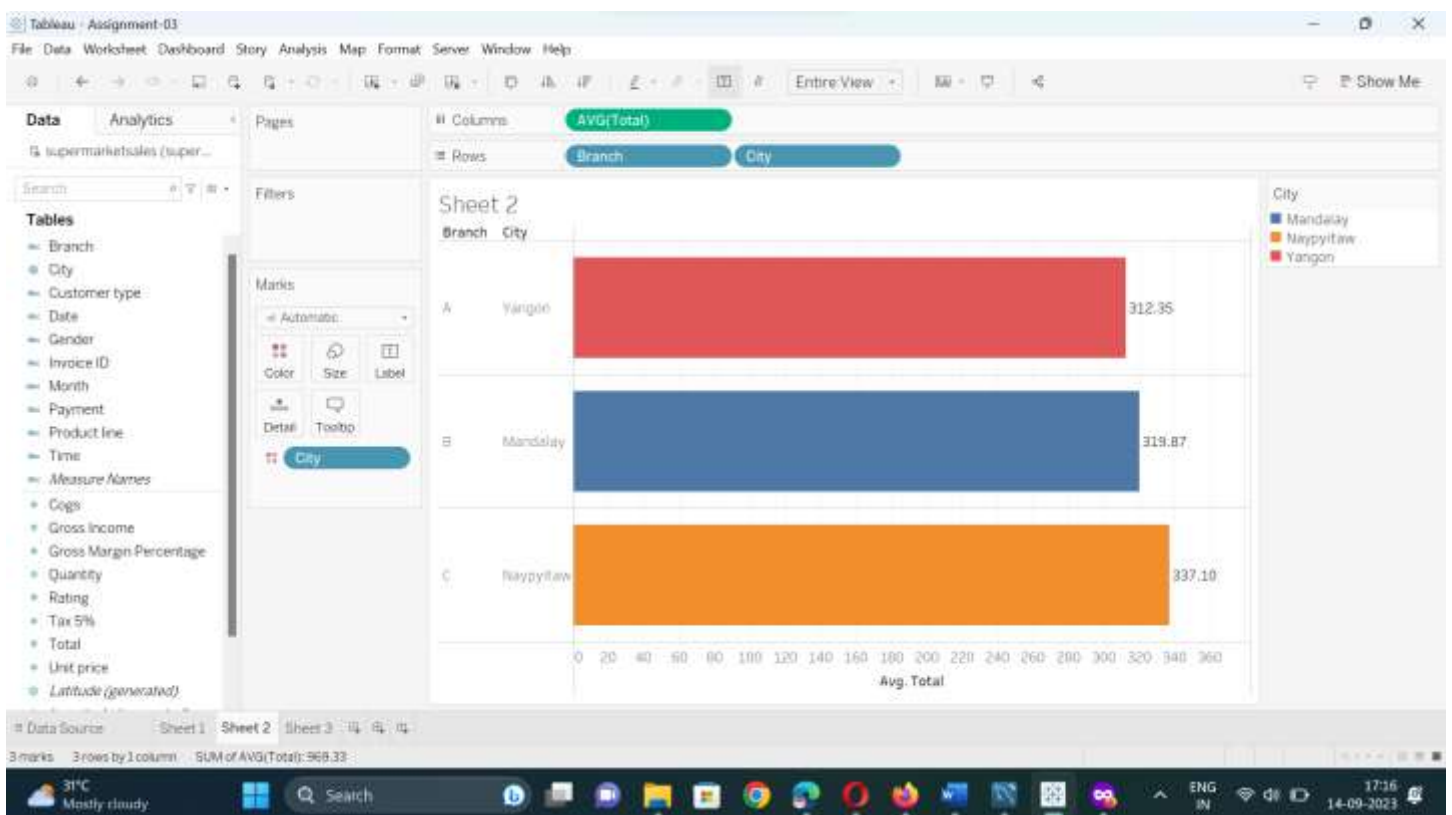 Tableau - Assignment-03
File Data Worksheet Dashboard Story Analysis Map Format Server Window Help
Entire View
Show Me
Data Analytics
supermarketsales (super...
Search
Tables
Branch
City
Customer type
Date
Gender
Invoice ID
Month
Payment
Product line
Time
Measure Names
Cogs
Gross Income
Gross Margin Percentage
Quantity
Rating
Tax 5%
Total
Unit price
Latitude (generated)
Pages
Filters
Marks
Automatic
Color Size Label
Detail Tooltip
City
Columns AVG(Total)
Rows Branch City
Sheet 2
Branch City
A Yangon 312.35
B Mandalay 319.87
C Naypyitaw 337.10
0 20 40 60 80 100 120 140 160 180 200 220 240 260 280 300 320 340 360
Avg. Total
City
Mandalay
Naypyitaw
Yangon
Data Source Sheet 1 Sheet 2 Sheet 3
3 marks 3 rows by 1 column SUM of AVG(Total): 969.33
31°C
Mostly cloudy
Search
ENG
IN
17:16
14-09-2023